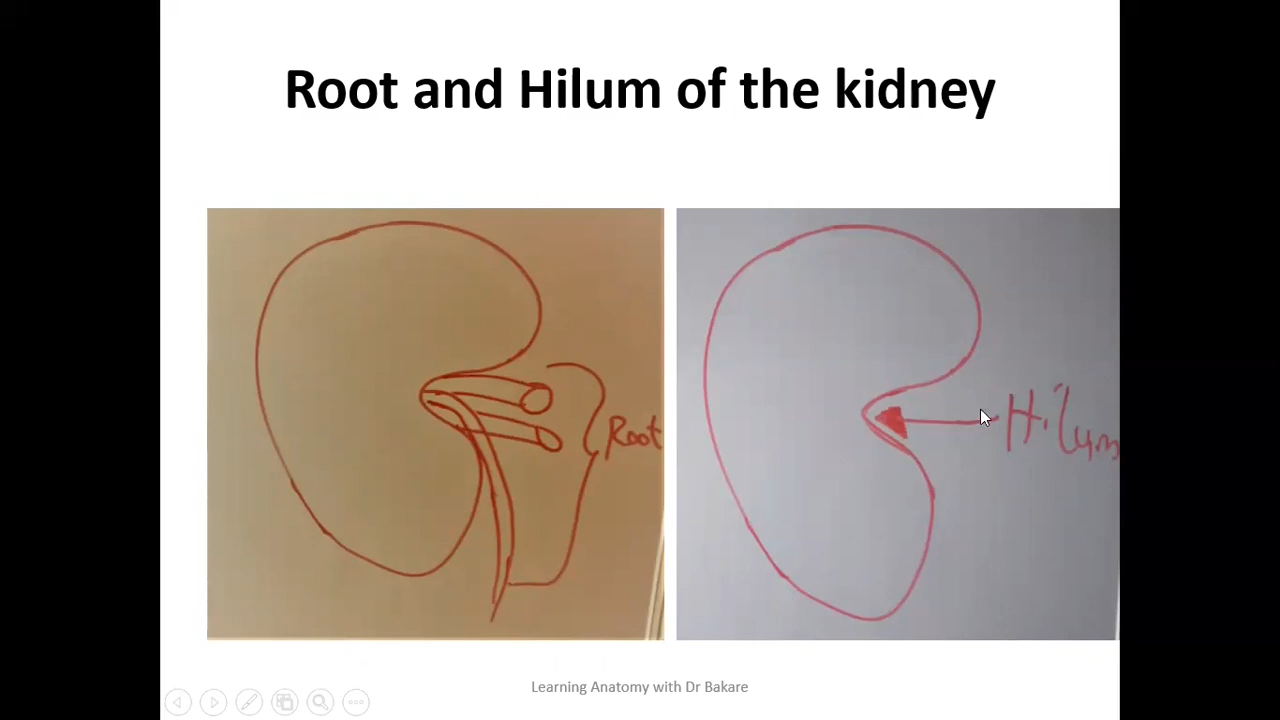 Root and Hilum of the kidney
Root
Hilum
Learning Anatomy with Dr Bakare